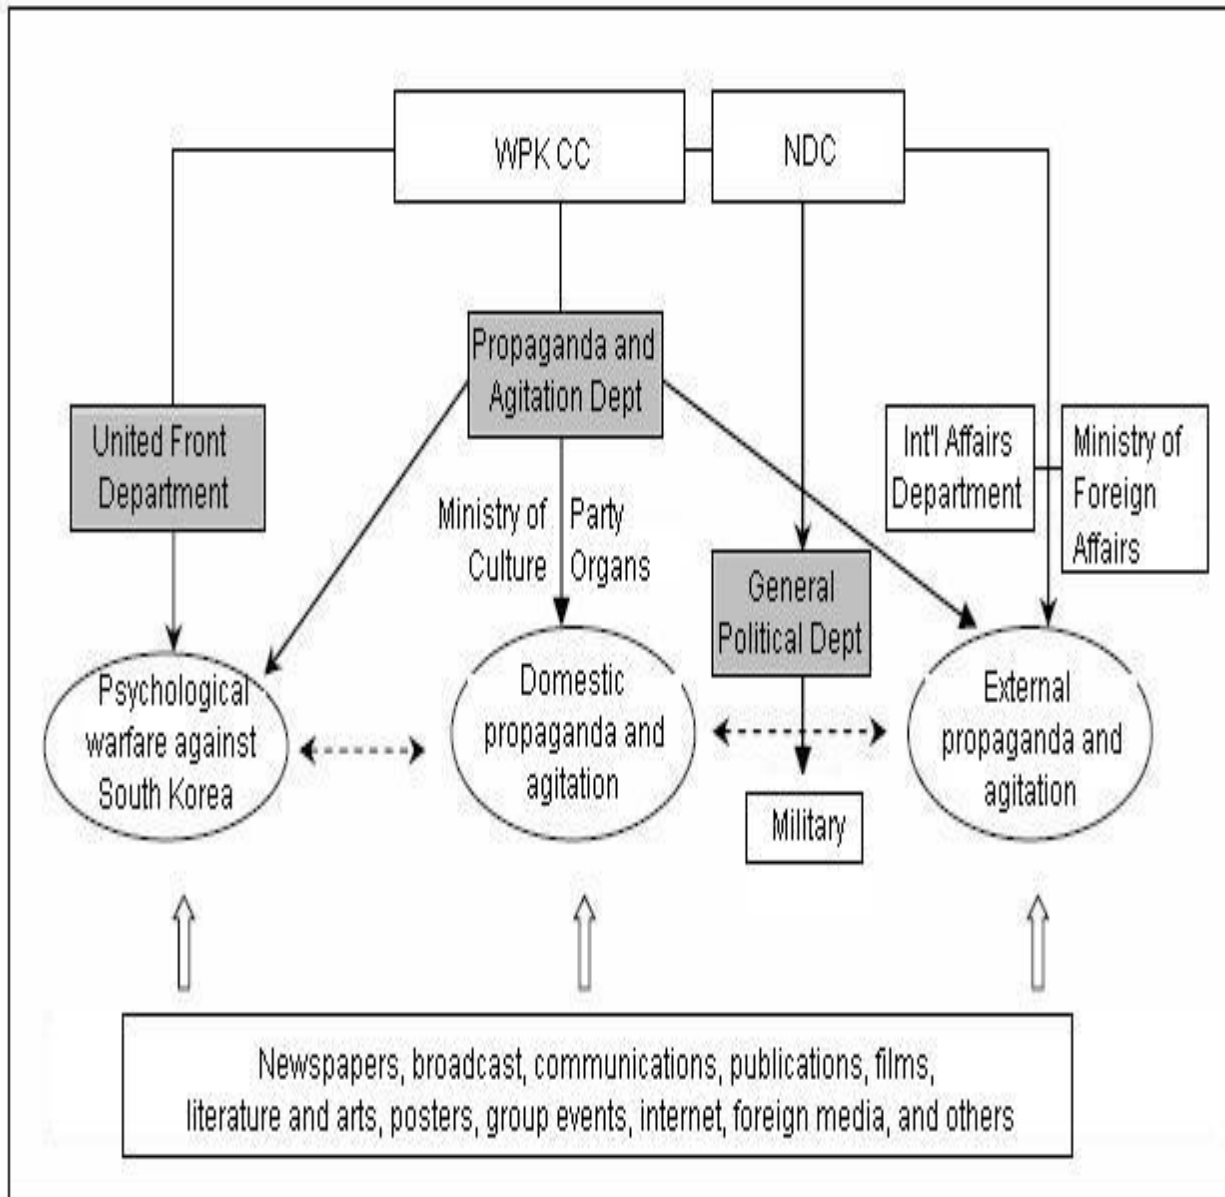 WPK CC
NDC
Propaganda and
Agitation Dept
United Front
Department
Int'l Affairs
Department
Ministry of
Foreign
Affairs
Ministry of
Culture
Party
Organs
General
Political Dept
Psychological
warfare against
South Korea
Domestic
propaganda and
agitation
External
propaganda and
agitation
Military
Newspapers, broadcast, communications, publications, films,
literature and arts, posters, group events, internet, foreign media, and others